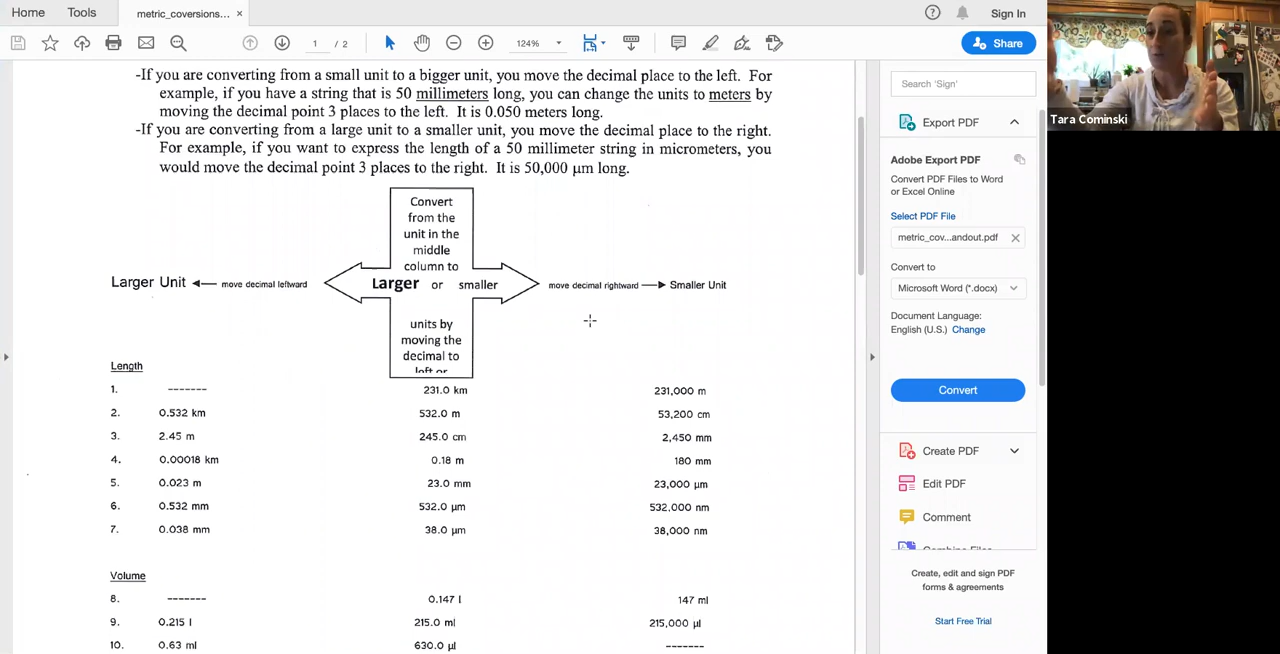 Home Tools metric_coversions... × Sign In
1 / 2 124% Share
-If you are converting from a small unit to a bigger unit, you move the decimal place to the left. For
example, if you have a string that is 50 millimeters long, you can change the units to meters by
moving the decimal point 3 places to the left. It is 0.050 meters long.
-If you are converting from a large unit to a smaller unit, you move the decimal place to the right.
For example, if you want to express the length of a 50 millimeter string in micrometers, you
would move the decimal point 3 places to the right. It is 50,000 µm long.
Convert
from the
unit in the
middle
column to
Larger Unit move decimal leftward Larger or smaller move decimal rightward Smaller Unit
units by
moving the
decimal to
left or
Length
1. ------- 231.0 km 231,000 m
2. 0.532 km 532.0 m 53,200 cm
3. 2.45 m 245.0 cm 2,450 mm
4. 0.00018 km 0.18 m 180 mm
5. 0.023 m 23.0 mm 23,000 µm
6. 0.532 mm 532.0 µm 532,000 nm
7. 0.038 mm 38.0 µm 38,000 nm
Volume
8. ------- 0.147 l 147 ml
9. 0.215 l 215.0 ml 215,000 µl
10. 0.63 ml 630.0 µl -------
Search 'Sign'
Export PDF
Adobe Export PDF
Convert PDF Files to Word
or Excel Online
Select PDF File
metric_cov...andout.pdf
Convert to
Microsoft Word (*.docx)
Document Language:
English (U.S.) Change
Convert
Create PDF
Edit PDF
Comment
Combine Files
Create, edit and sign PDF
forms & agreements
Start Free Trial
Tara Cominski